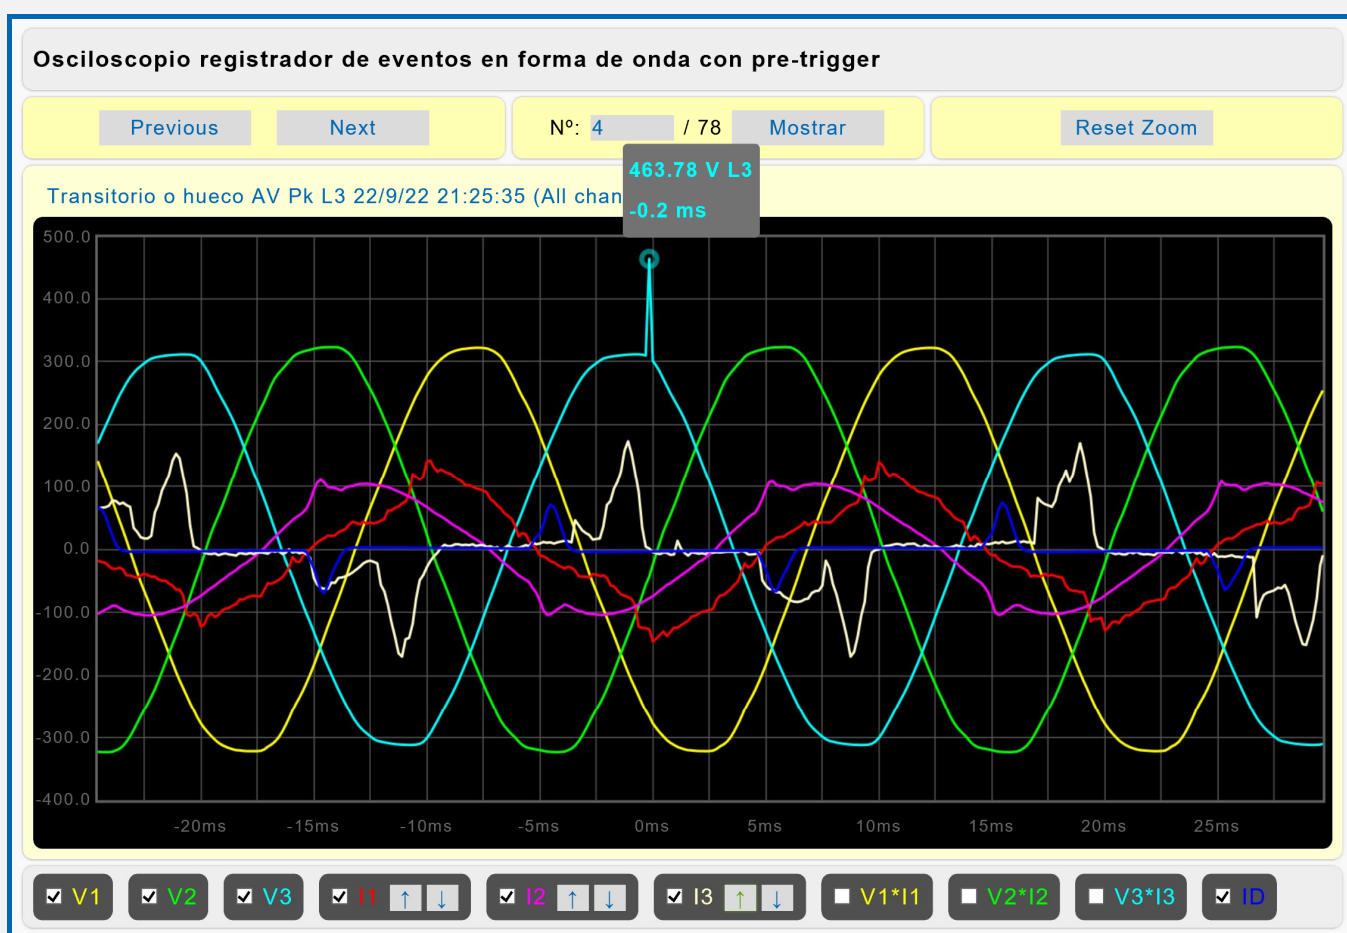 Osciloscopio registrador de eventos en forma de onda con pre-trigger
Previous Next Nº: 4 / 78 Mostrar Reset Zoom
463.78 V L3
-0.2 ms
Transitorio o hueco AV Pk L3 22/9/22 21:25:35 (All chan
500.0
400.0
300.0
200.0
100.0
0.0
-100.0
-200.0
-300.0
-400.0
-20ms -15ms -10ms -5ms 0ms 5ms 10ms 15ms 20ms 25ms
V1 V2 V3 I1 ↑ ↓ I2 ↑ ↓ I3 ↑ ↓ V1*I1 V2*I2 V3*I3 ID